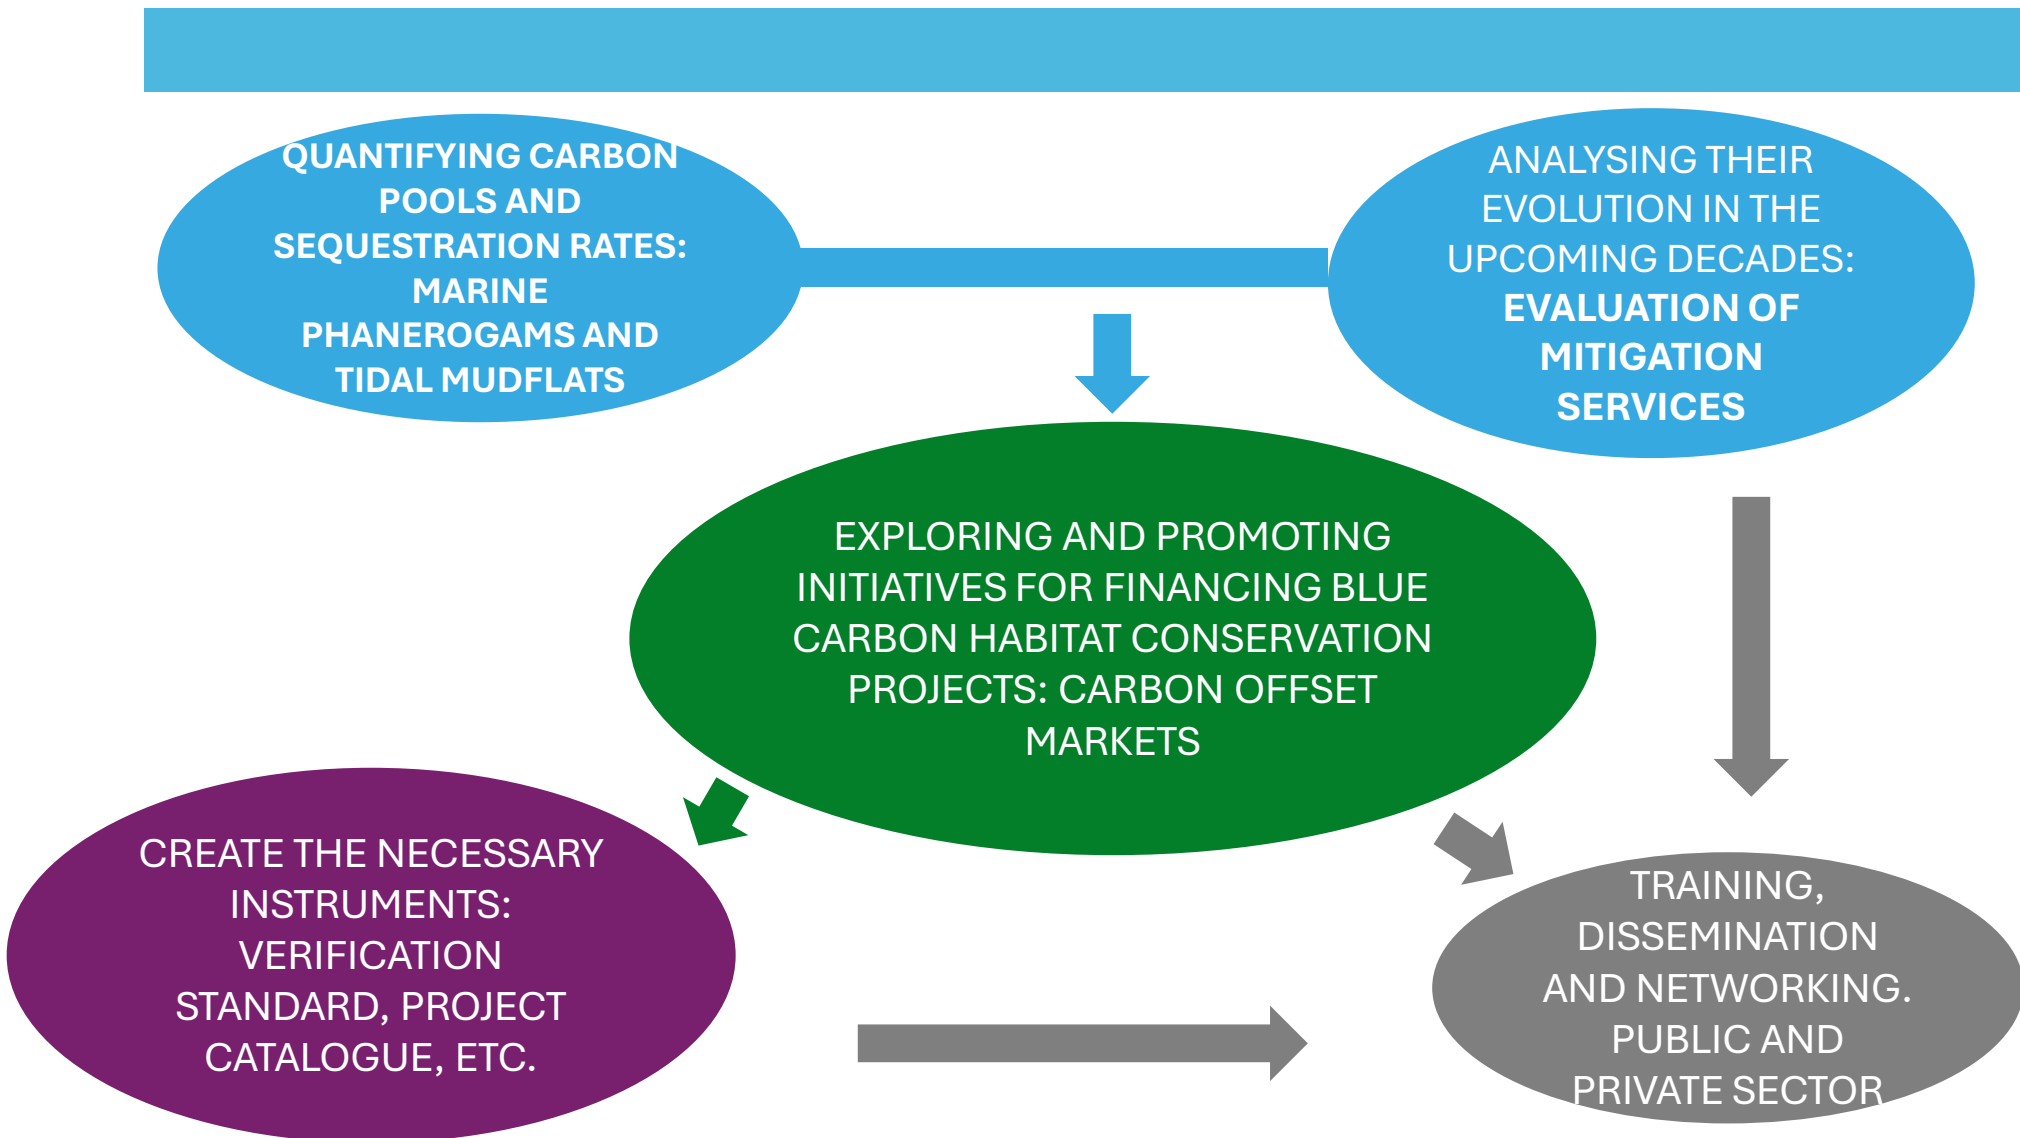 QUANTIFYING CARBON
POOLS AND
SEQUESTRATION RATES:
MARINE
PHANEROGAMS AND
TIDAL MUDFLATS
ANALYSING THEIR
EVOLUTION IN THE
UPCOMING DECADES:
EVALUATION OF
MITIGATION
SERVICES
EXPLORING AND PROMOTING
INITIATIVES FOR FINANCING BLUE
CARBON HABITAT CONSERVATION
PROJECTS: CARBON OFFSET
MARKETS
CREATE THE NECESSARY
INSTRUMENTS:
VERIFICATION
STANDARD, PROJECT
CATALOGUE, ETC.
TRAINING,
DISSEMINATION
AND NETWORKING.
PUBLIC AND
PRIVATE SECTOR